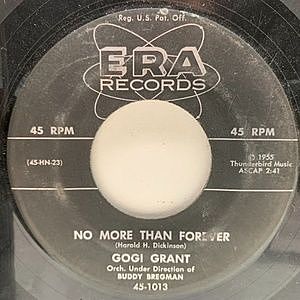 Reg. U.S. Pat. Off.
ERA
RECORDS
45 RPM
45 RPM
(45-HN-23)
℗ 1955
Thunderbird Music
ASCAP 2:41
NO MORE THAN FOREVER
(Harold H. Dickinson)
GOGI GRANT
Orch. Under Direction of
BUDDY BREGMAN
45-1013